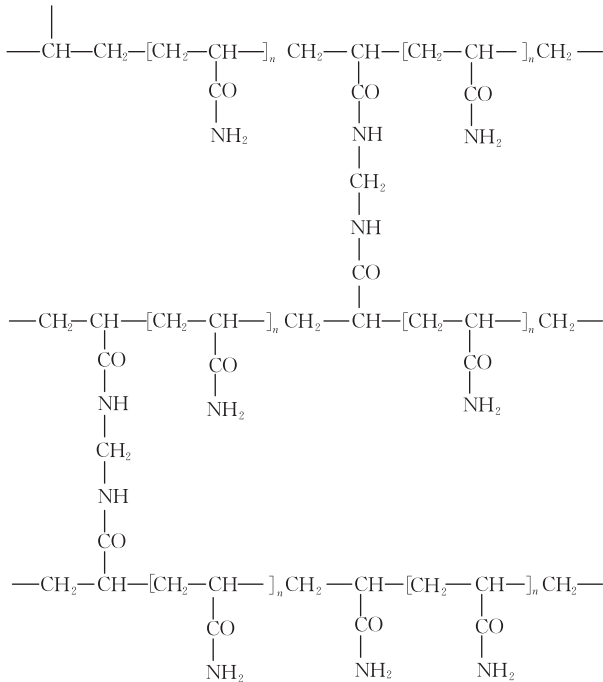 —CH—CH₂—[CH₂—CH—]ₙ CH₂—CH—[CH₂—CH—]ₙ CH₂—
CO CO CO
NH₂ NH NH₂
CH₂
NH
CO
—CH₂—CH—[CH₂—CH—]ₙ CH₂—CH—[CH₂—CH—]ₙ CH₂—
CO CO CO
NH NH₂ NH₂
CH₂
NH
CO
—CH₂—CH—[CH₂—CH—]ₙCH₂—CH—[CH₂—CH—]ₙCH₂—
CO CO CO
NH₂ NH₂ NH₂